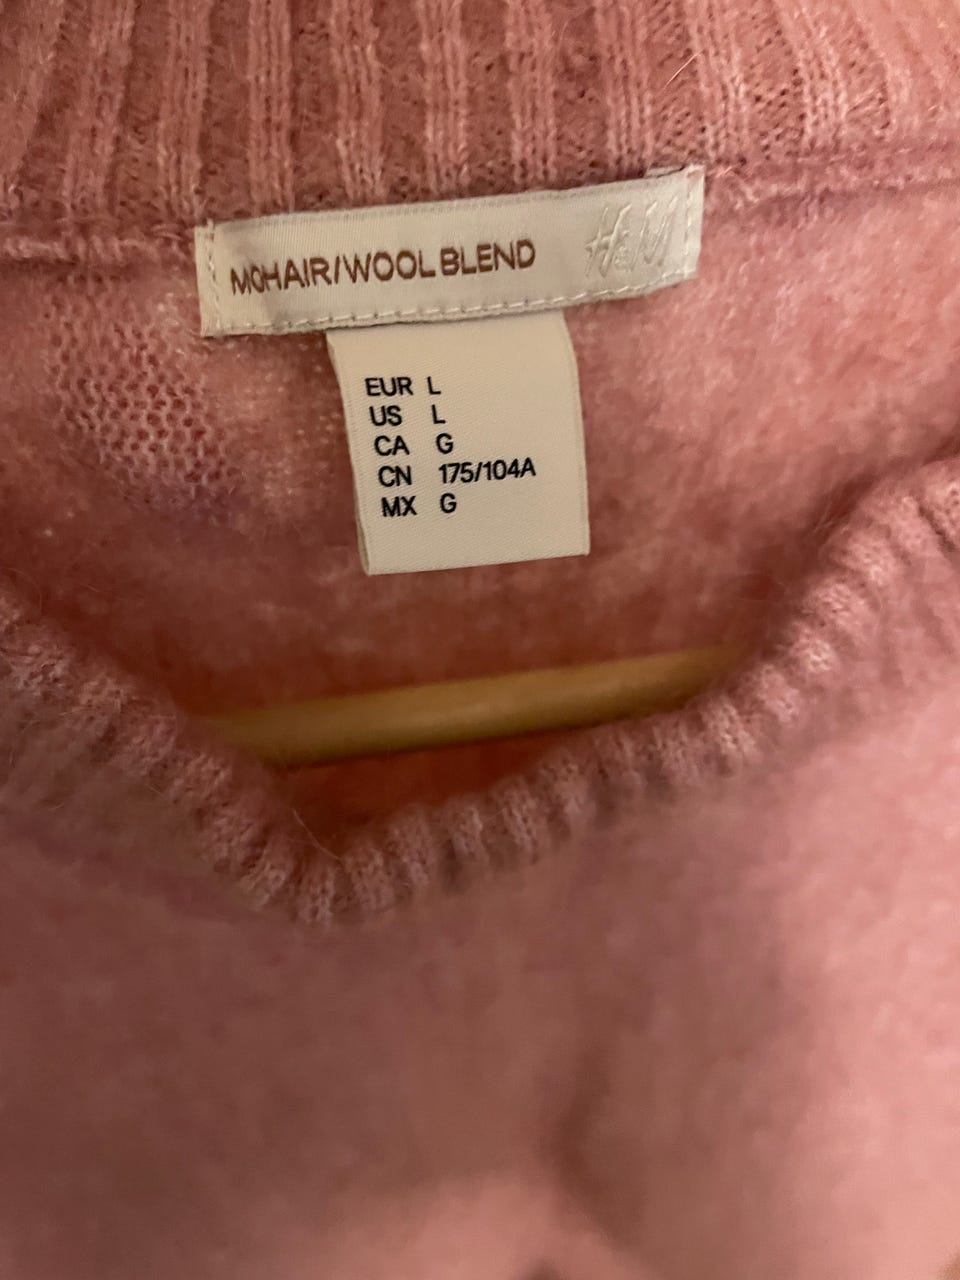 MOHAIR/WOOL BLEND H&M
EUR L
US L
CA G
CN 175/104A
MX G